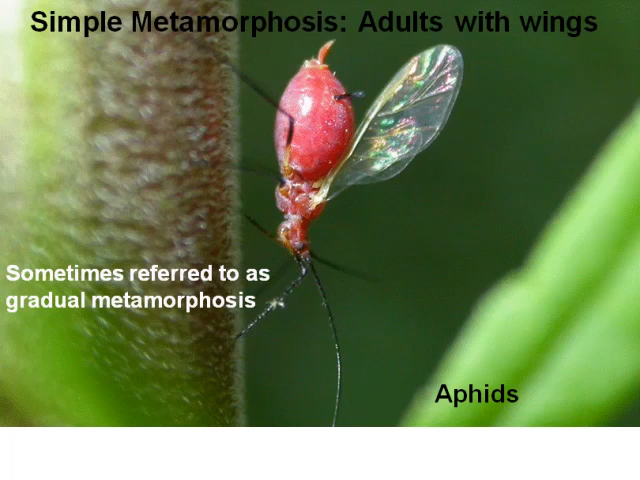 Simple Metamorphosis: Adults with wings
Sometimes referred to as
gradual metamorphosis
Aphids